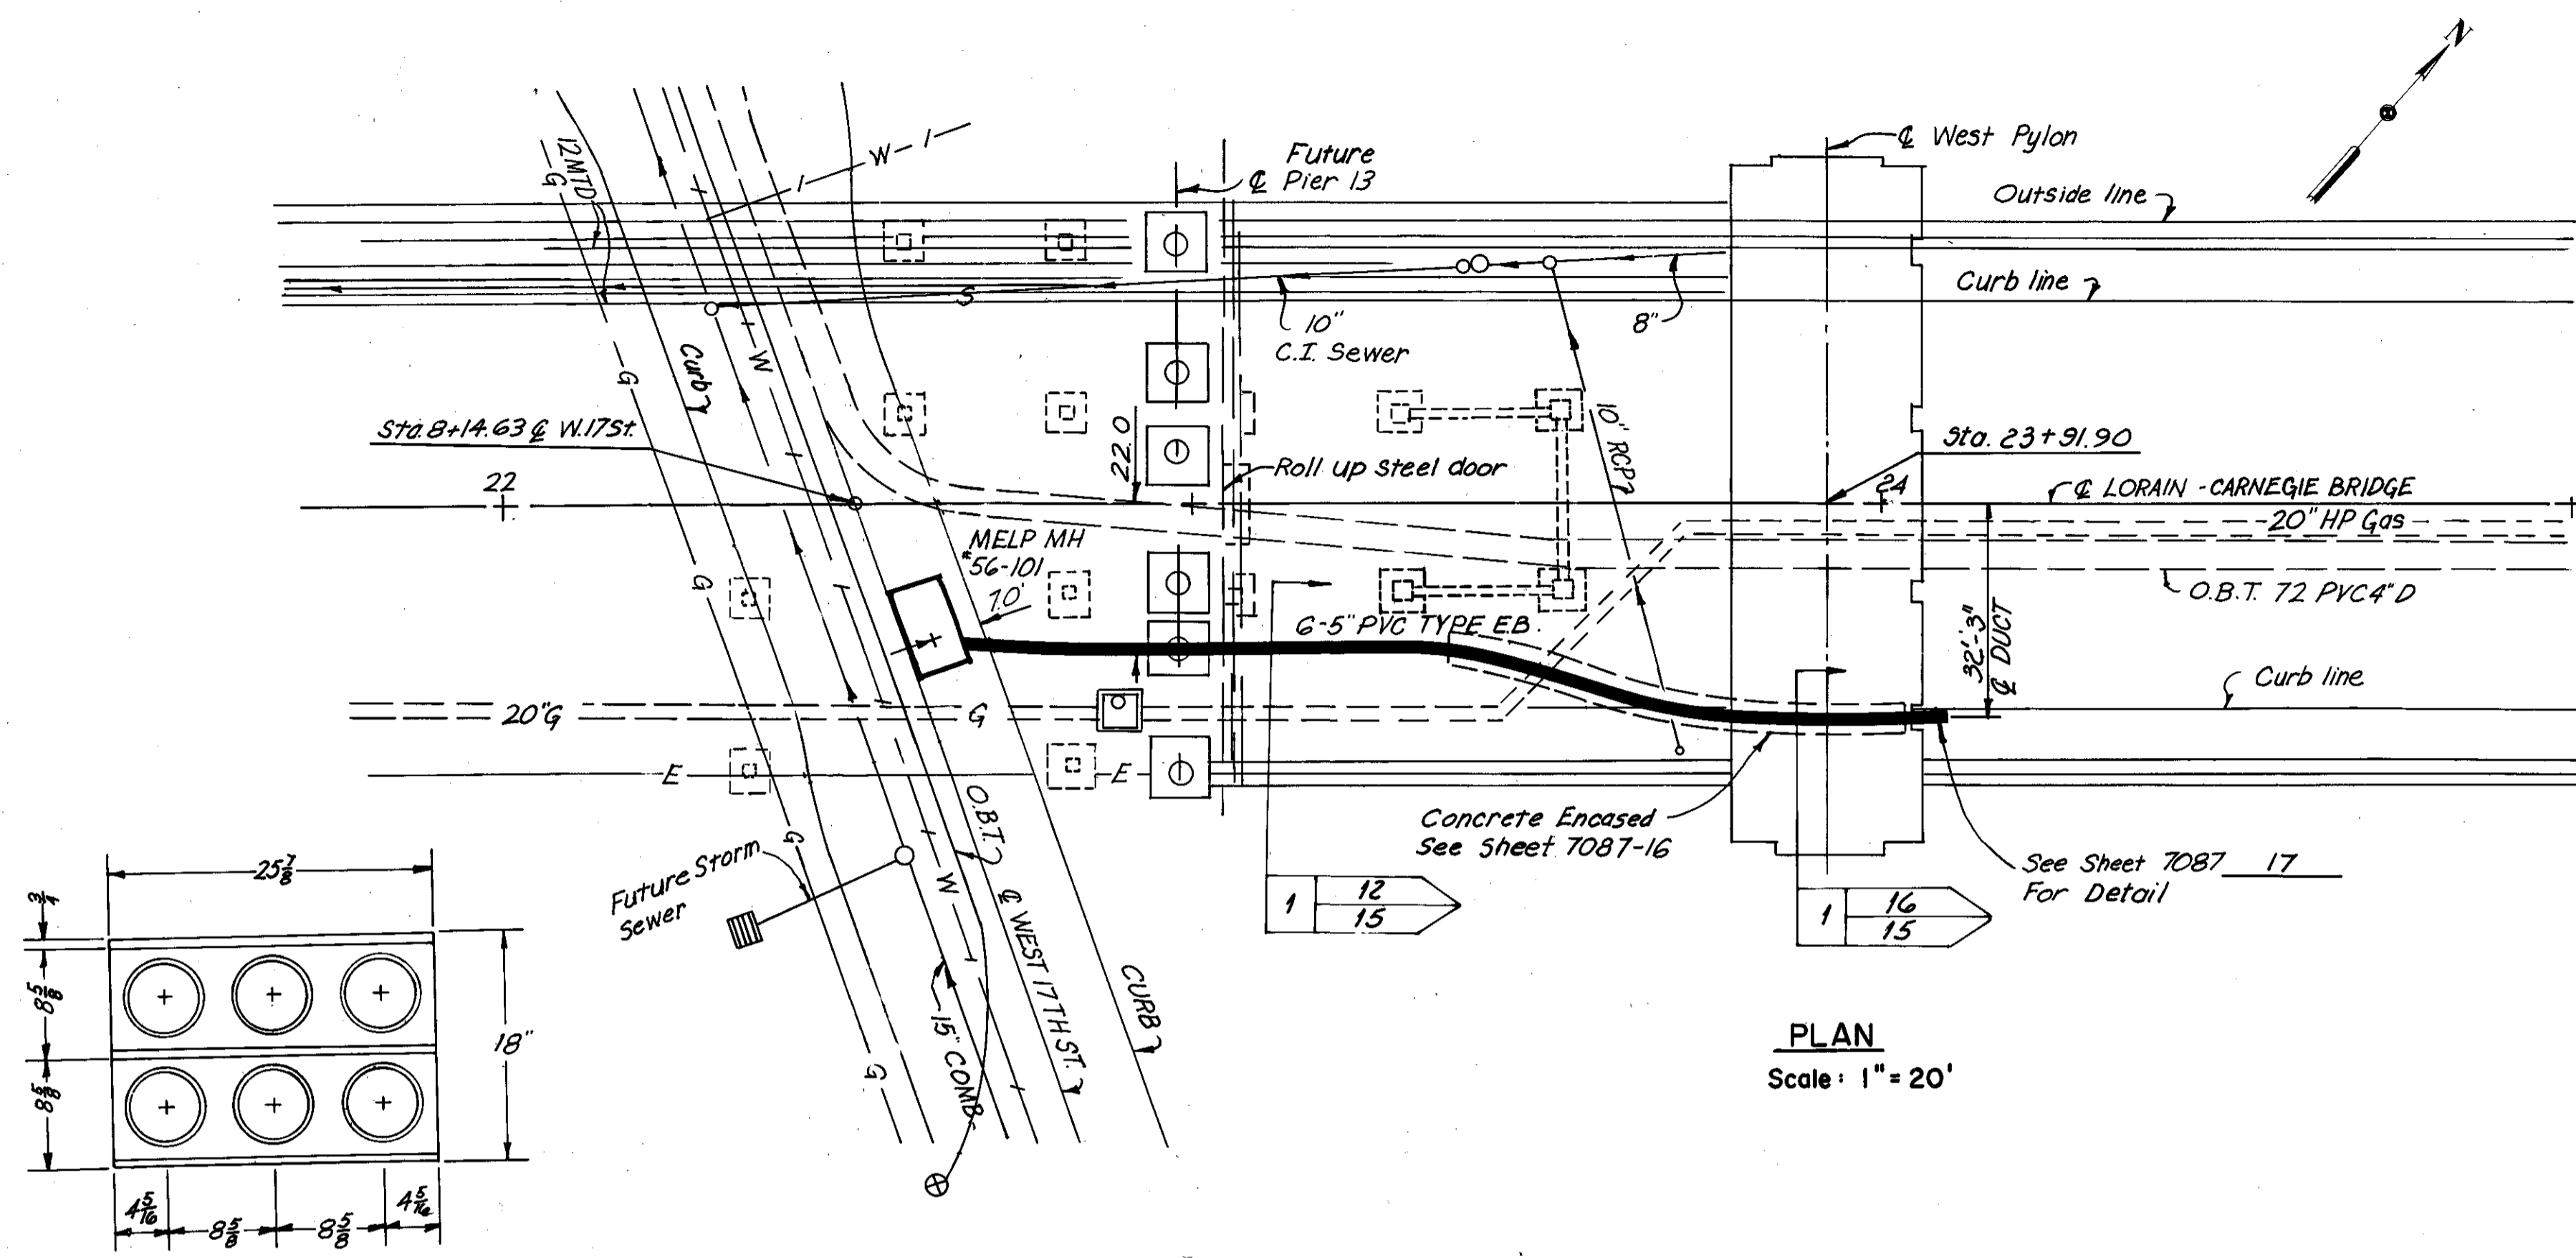 N
℄ West Pylon
Future
℄ Pier 13
Outside line
Curb line
12 MTD
G
W
I
S
10"
C.I. Sewer
8"
G
Curb
W
Sta. 8+14.63 ℄ W.17St.
22.0
Roll up steel door
10" RCP
Sta. 23+91.90
22
24
℄ LORAIN - CARNEGIE BRIDGE
20" HP Gas
MELP MH
#56-101
7.0'
G
O.B.T. 72 PVC 4" D
6-5" PVC TYPE E.B.
32'-3"
℄ DUCT
Curb line
20"G
G
E
E
O.B.T.
G
Concrete Encased
See Sheet 7087-16
See Sheet 7087 17
For Detail
Future Storm
Sewer
W
℄ WEST 17TH ST.
1
12
15
1
16
15
15" COMB.
G
CURB
PLAN
Scale: 1" = 20'
25 7/8
3/4
8 5/8
8 5/8
18"
4 5/16
8 5/8
8 5/8
4 5/16